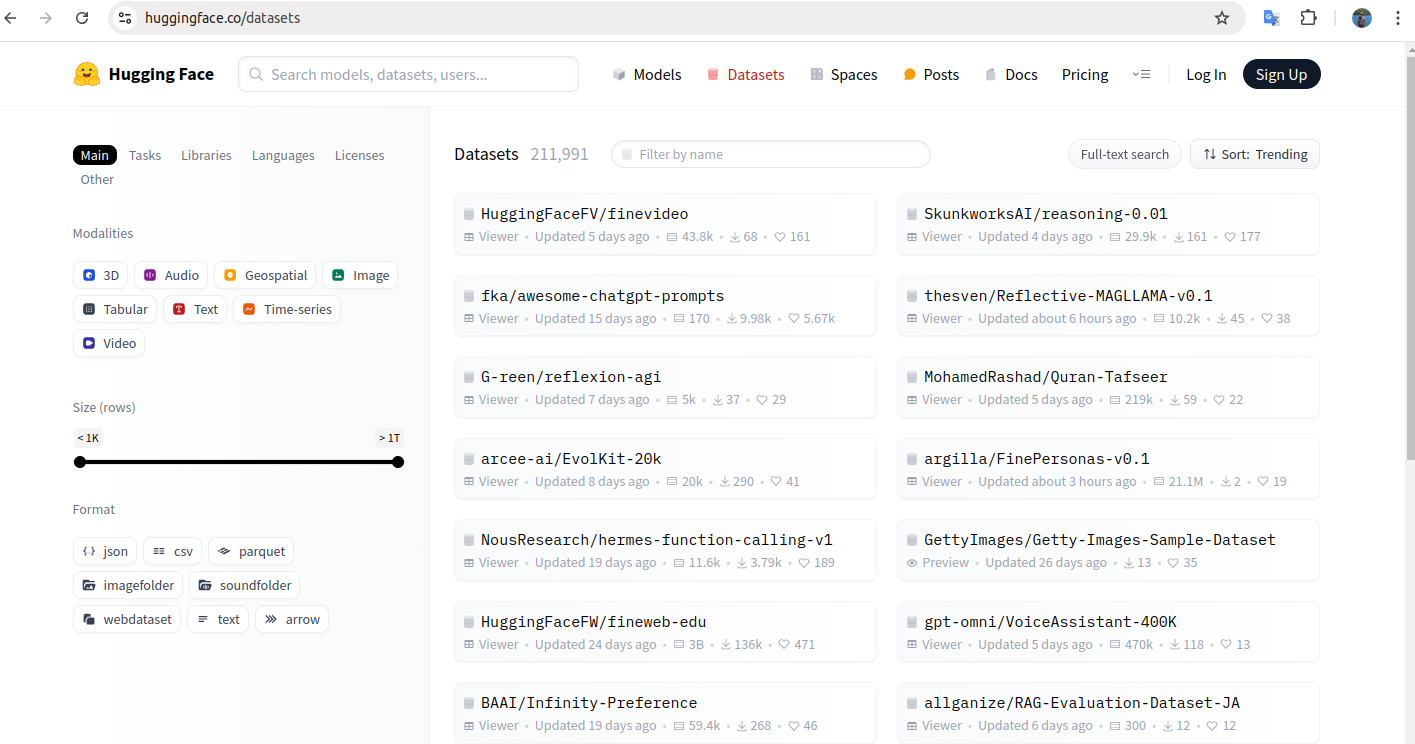 huggingface.co/datasets
Hugging Face
Search models, datasets, users...
Models
Datasets
Spaces
Posts
Docs
Pricing
Log In
Sign Up
Main Tasks Libraries Languages Licenses
Other
Modalities
3D Audio Geospatial Image
Tabular Text Time-series
Video
Size (rows)
< 1K > 1T
Format
json csv parquet
imagefolder soundfolder
webdataset text arrow
Datasets 211,991 Filter by name Full-text search Sort: Trending
HuggingFaceFV/finevideo
Viewer • Updated 5 days ago • 43.8k • 68 • 161
SkunkworksAI/reasoning-0.01
Viewer • Updated 4 days ago • 29.9k • 161 • 177
fka/awesome-chatgpt-prompts
Viewer • Updated 15 days ago • 170 • 9.98k • 5.67k
thesven/Reflective-MAGLLAMA-v0.1
Viewer • Updated about 6 hours ago • 10.2k • 45 • 38
G-reen/reflexion-agi
Viewer • Updated 7 days ago • 5k • 37 • 29
MohamedRashad/Quran-Tafseer
Viewer • Updated 5 days ago • 219k • 59 • 22
arcee-ai/EvolKit-20k
Viewer • Updated 8 days ago • 20k • 290 • 41
argilla/FinePersonas-v0.1
Viewer • Updated about 3 hours ago • 21.1M • 2 • 19
NousResearch/hermes-function-calling-v1
Viewer • Updated 19 days ago • 11.6k • 3.79k • 189
GettyImages/Getty-Images-Sample-Dataset
Preview • Updated 26 days ago • 13 • 35
HuggingFaceFW/fineweb-edu
Viewer • Updated 24 days ago • 3B • 136k • 471
gpt-omni/VoiceAssistant-400K
Viewer • Updated 5 days ago • 470k • 118 • 13
BAAI/Infinity-Preference
Viewer • Updated 19 days ago • 59.4k • 268 • 46
allganize/RAG-Evaluation-Dataset-JA
Viewer • Updated 6 days ago • 300 • 12 • 12